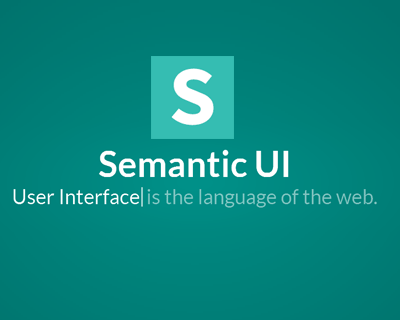 S
Semantic UI
User Interface| is the language of the web.